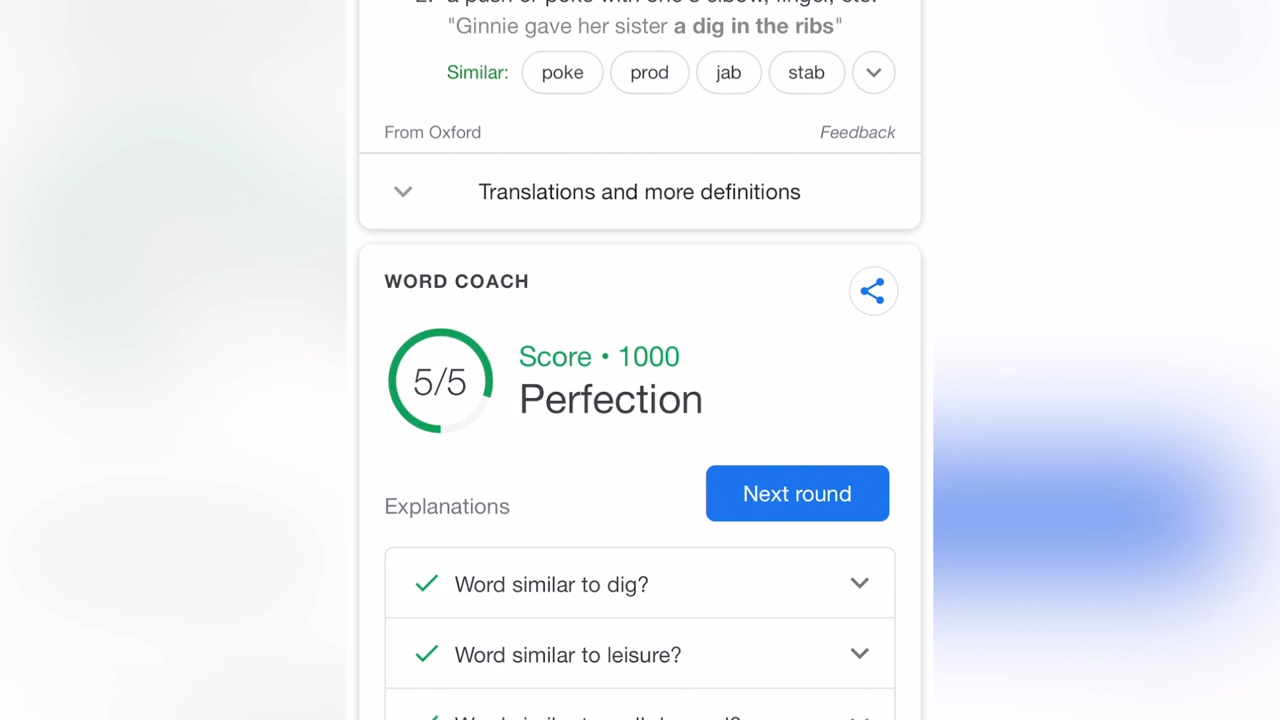 "Ginnie gave her sister a dig in the ribs"
Similar: poke prod jab stab
From Oxford Feedback
Translations and more definitions
WORD COACH
5/5
Score • 1000
Perfection
Next round
Explanations
Word similar to dig?
Word similar to leisure?